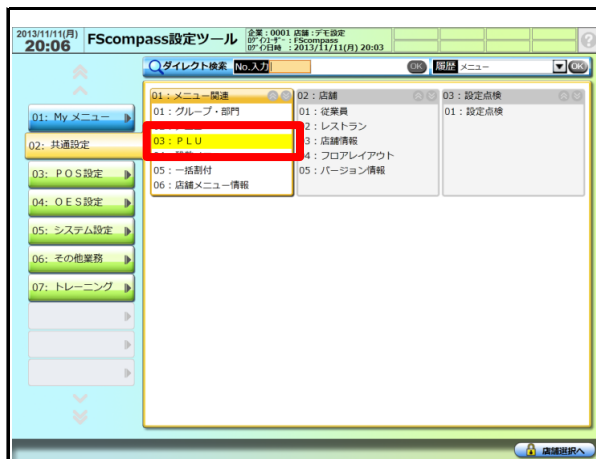 2013/11/11(月)
20:06
FScompass設定ツール
企業：0001 店舗：デモ設定
ﾛｸﾞｲﾝﾕｰｻﾞｰ：FScompass
ﾛｸﾞｲﾝ日時：2013/11/11(月) 20:03
ダイレクト検索 No.入力 OK 履歴 メニュー OK
01：My メニュー
02：共通設定
03：POS設定
04：OES設定
05：システム設定
06：その他業務
07：トレーニング
01：メニュー関連
01：グループ・部門
03：ＰＬＵ
05：一括割付
06：店舗メニュー情報
02：店舗
01：従業員
2：レストラン
3：店舗情報
4：フロアレイアウト
05：バージョン情報
03：設定点検
01：設定点検
店舗選択へ